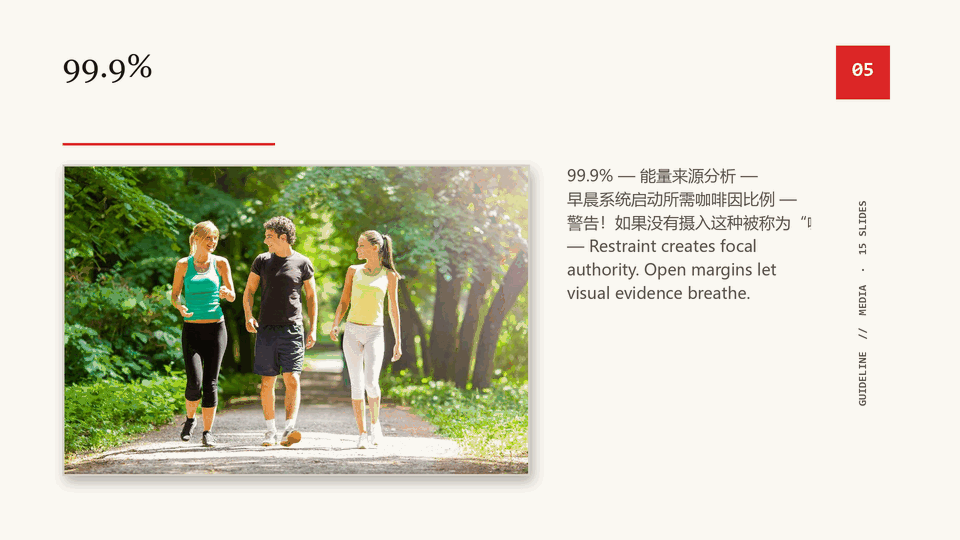 99.9%
05
99.9% — 能量来源分析 —
早晨系统启动所需咖啡因比例 —
警告！如果没有摄入这种被称为“
— Restraint creates focal
authority. Open margins let
visual evidence breathe.
GUIDELINE // MEDIA · 15 SLIDES